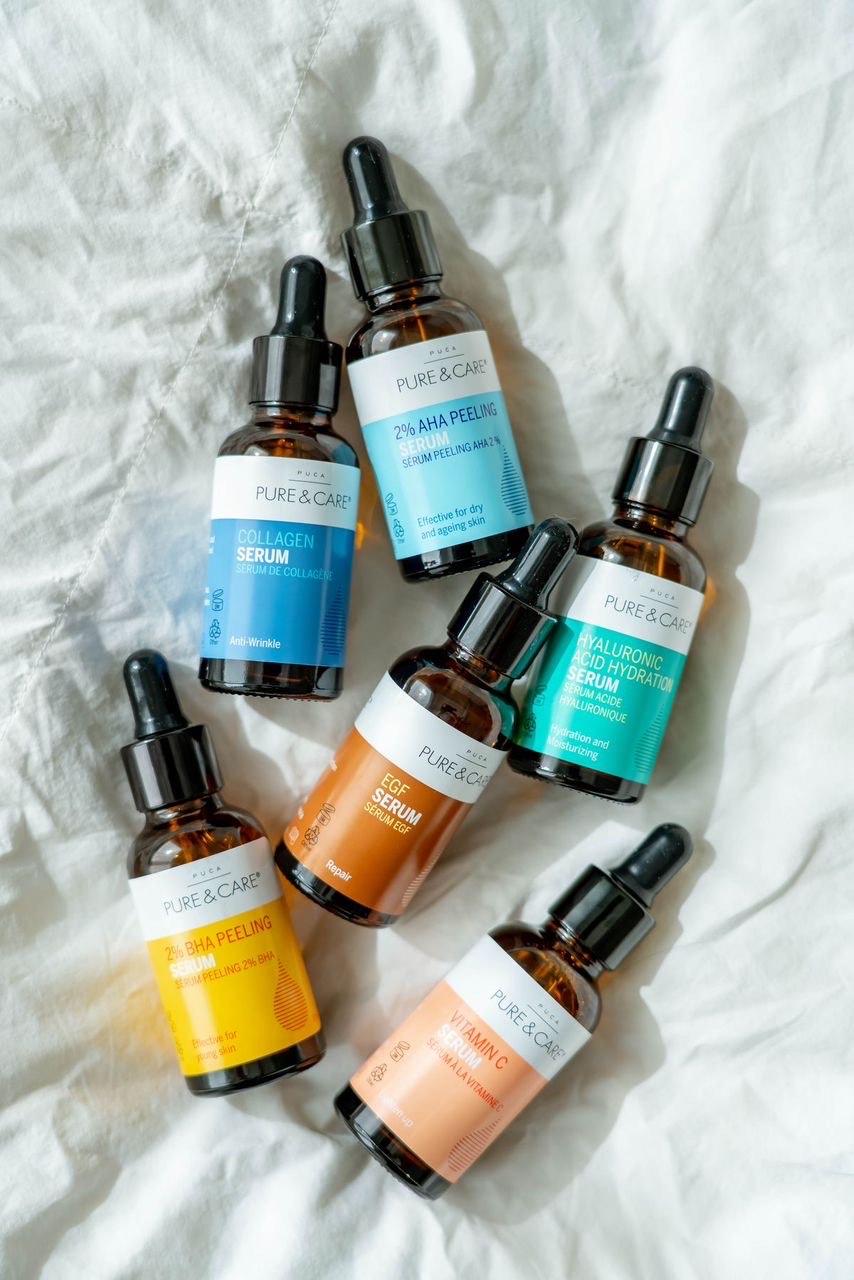 PUCA
PURE & CARE®
2% AHA PEELING
SERUM
SÉRUM PEELING AHA 2%
Effective for dry
and ageing skin
PUCA
PURE & CARE®
COLLAGEN
SERUM
SÉRUM DE COLLAGÈNE
Anti-Wrinkle
PUCA
PURE & CARE®
HYALURONIC
ACID HYDRATION
SERUM
SÉRUM ACIDE
HYALURONIQUE
Hydration and
Moisturizing
PUCA
PURE & CARE
EGF
SERUM
SÉRUM EGF
Repair
PUCA
PURE & CARE®
2% BHA PEELING
SERUM
SÉRUM PEELING 2% BHA
Effective for
young skin
PUCA
PURE & CARE®
VITAMIN C
SERUM
SÉRUM À LA VITAMINE C